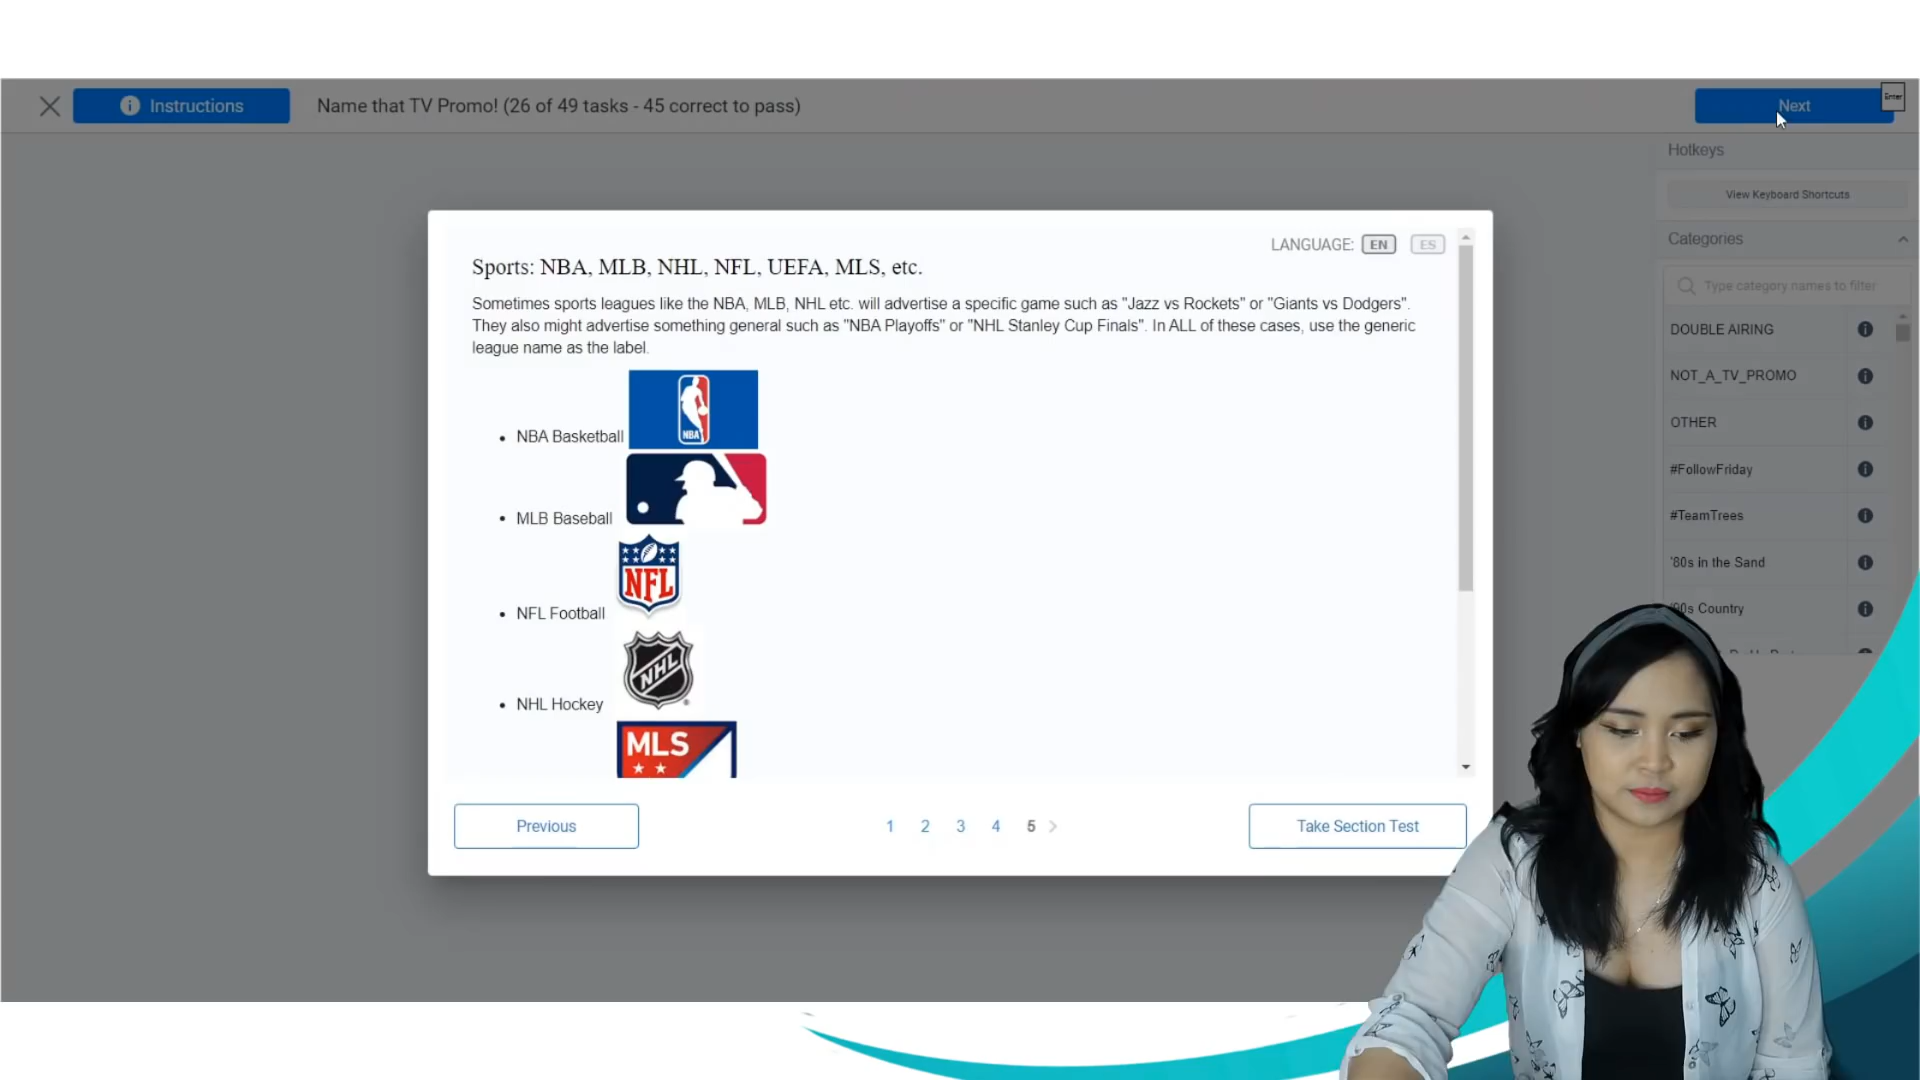 Instructions
Name that TV Promo! (26 of 49 tasks - 45 correct to pass)
Next
Enter
Hotkeys
View Keyboard Shortcuts
Categories
Type category names to filter
DOUBLE AIRING
NOT_A_TV_PROMO
OTHER
#FollowFriday
#TeamTrees
'80s in the Sand
'90s Country
LANGUAGE: EN ES
Sports: NBA, MLB, NHL, NFL, UEFA, MLS, etc.
Sometimes sports leagues like the NBA, MLB, NHL etc. will advertise a specific game such as "Jazz vs Rockets" or "Giants vs Dodgers".
They also might advertise something general such as "NBA Playoffs" or "NHL Stanley Cup Finals". In ALL of these cases, use the generic
league name as the label.
NBA Basketball
NBA
MLB Baseball
NFL
NFL Football
NHL
NHL Hockey
MLS
Previous
1 2 3 4 5
Take Section Test